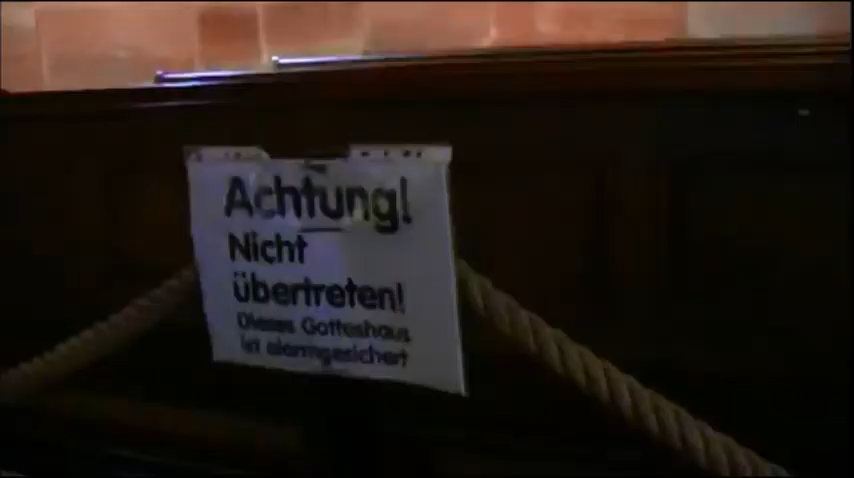 Achtung!
Nicht
übertreten!
Dieses Gotteshaus
ist alarmgesichert